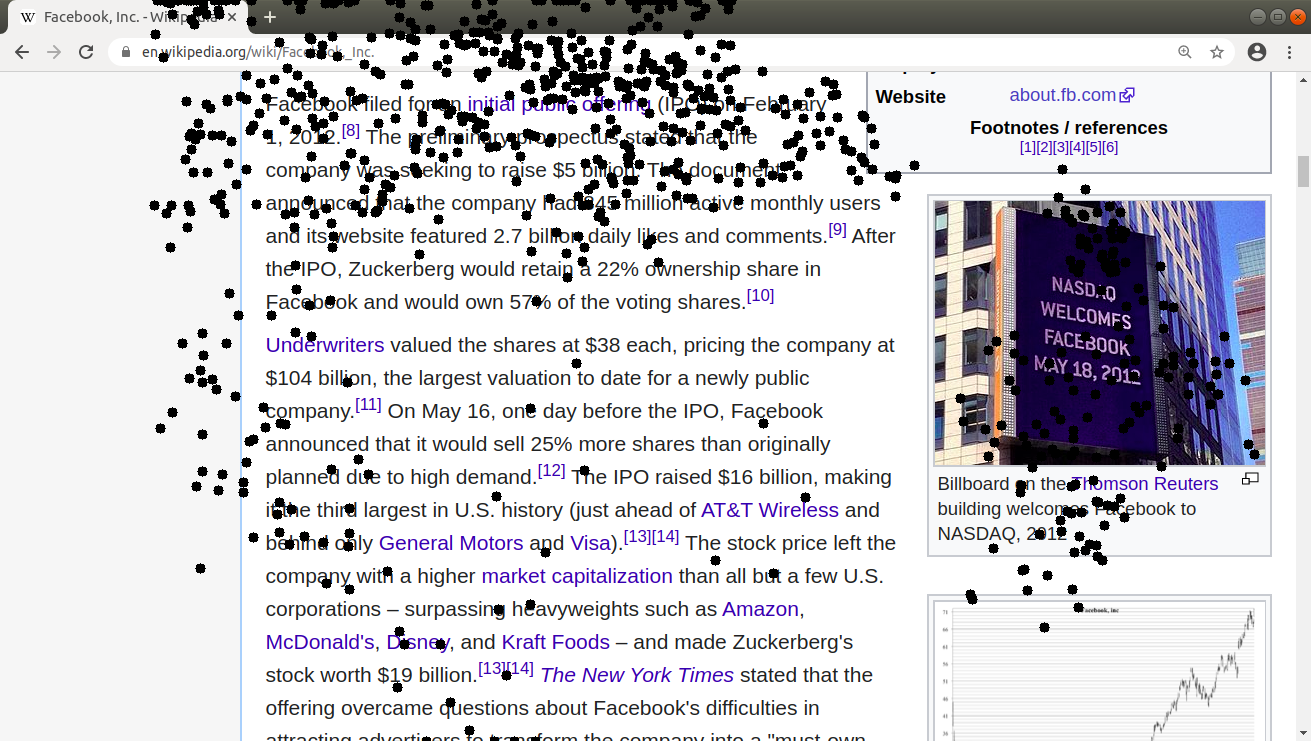 Facebook, Inc. - Wikipedia
en.wikipedia.org/wiki/Facebook,_Inc.
Facebook filed for an initial public offering (IPO) on February
1, 2012.[8] The preliminary prospectus stated that the
company was seeking to raise $5 billion. The document
announced that the company had 845 million active monthly users
and its website featured 2.7 billion daily likes and comments.[9] After
the IPO, Zuckerberg would retain a 22% ownership share in
Facebook and would own 57% of the voting shares.[10]
Underwriters valued the shares at $38 each, pricing the company at
$104 billion, the largest valuation to date for a newly public
company.[11] On May 16, one day before the IPO, Facebook
announced that it would sell 25% more shares than originally
planned due to high demand.[12] The IPO raised $16 billion, making
it the third largest in U.S. history (just ahead of AT&T Wireless and
behind only General Motors and Visa).[13][14] The stock price left the
company with a higher market capitalization than all but a few U.S.
corporations – surpassing heavyweights such as Amazon,
McDonald's, Disney, and Kraft Foods – and made Zuckerberg's
stock worth $19 billion.[13][14] The New York Times stated that the
offering overcame questions about Facebook's difficulties in
attracting advertisers to transform the company into a "must-own
Website about.fb.com
Footnotes / references
[1][2][3][4][5][6]
NASDAQ
WELCOMES
FACEBOOK
MAY 18, 2012
Billboard on the Thomson Reuters
building welcomes Facebook to
NASDAQ, 2012
Facebook, Inc
71
66
61
56
51
46
41
36